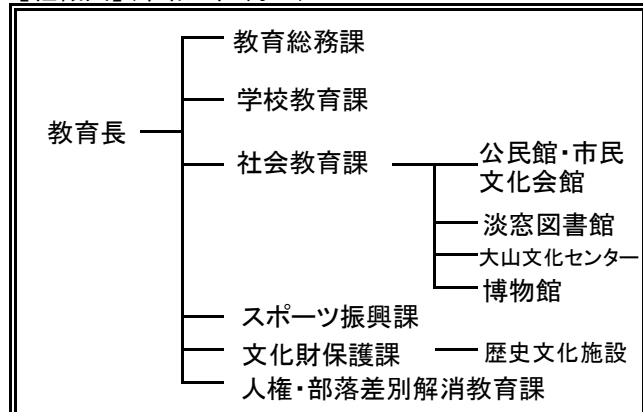 教育総務課
学校教育課
教育長
社会教育課
公民館・市民
文化会館
淡窓図書館
大山文化センター
博物館
スポーツ振興課
文化財保護課
歴史文化施設
人権・部落差別解消教育課